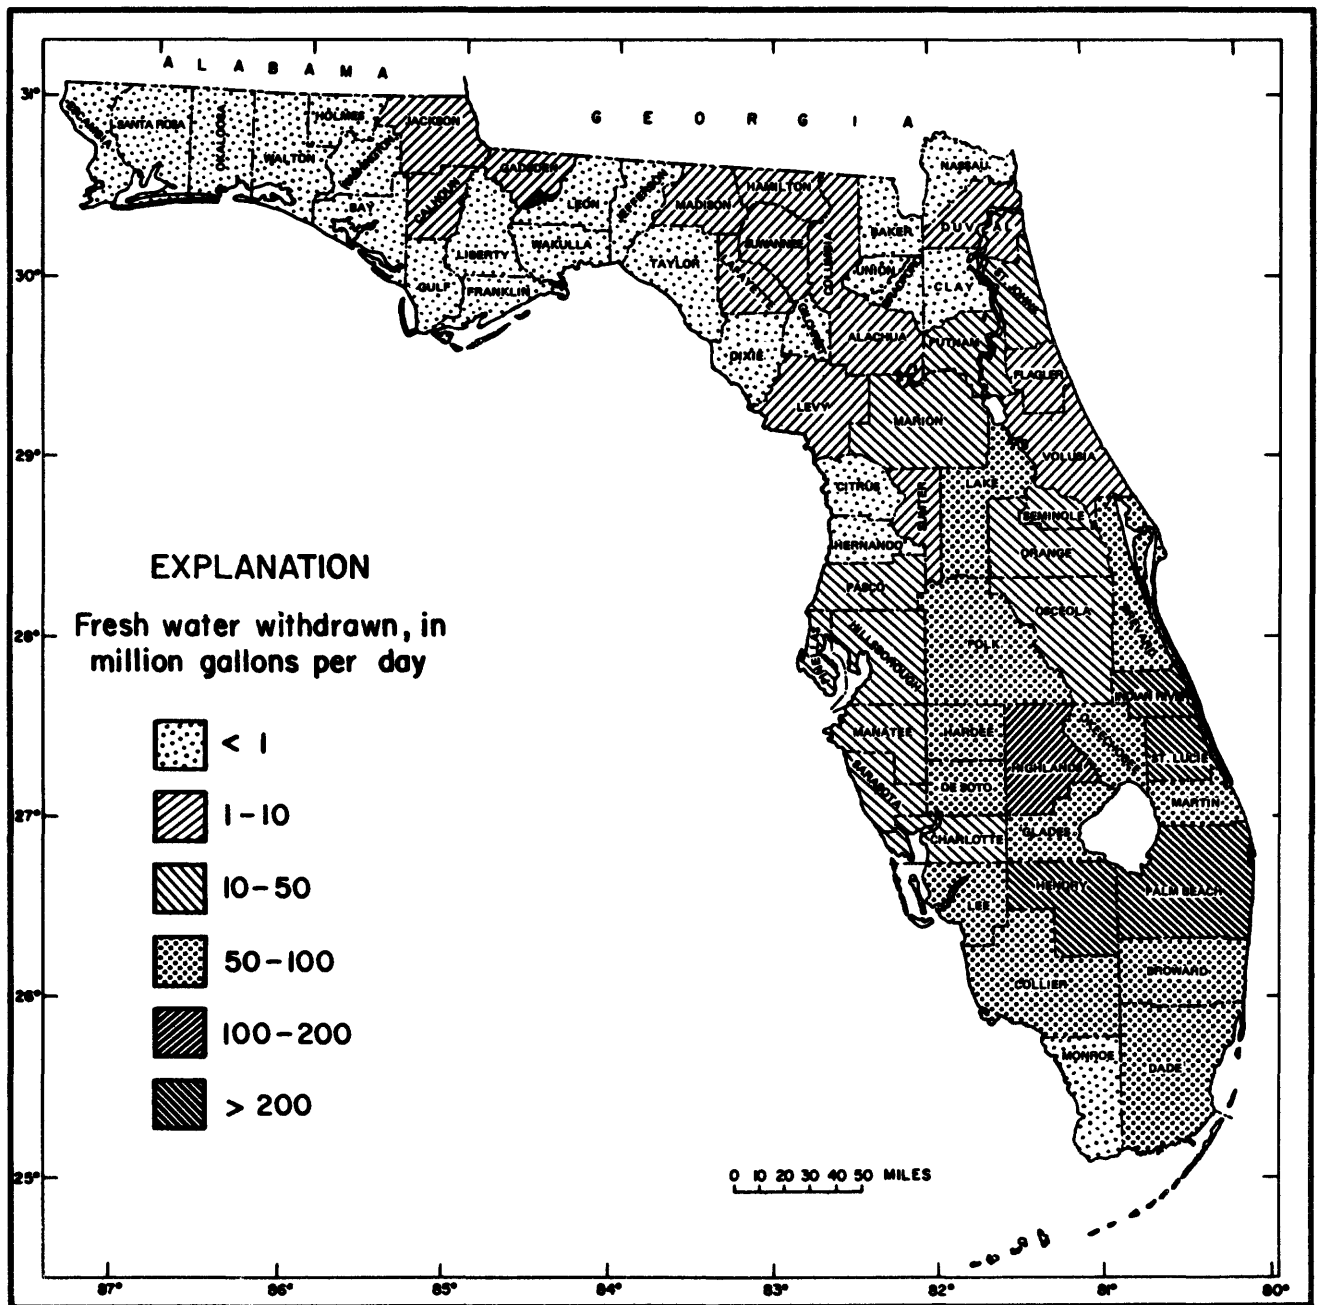 A L A B A M A
G E O R G I A
31°
30°
29°
28°
27°
26°
25°
ESCAMBIA
SANTA ROSA
OKALOOSA
WALTON
HOLMES
WASHINGTON
JACKSON
BAY
CALHOUN
GULF
LIBERTY
FRANKLIN
GADSDEN
LEON
WAKULLA
JEFFERSON
MADISON
TAYLOR
HAMILTON
SUWANNEE
LAFAYETTE
DIXIE
COLUMBIA
GILCHRIST
BAKER
UNION
BRADFORD
NASSAU
DUVAL
CLAY
ST. JOHNS
ALACHUA
PUTNAM
FLAGLER
LEVY
MARION
VOLUSIA
CITRUS
SUMTER
LAKE
SEMINOLE
HERNANDO
ORANGE
PASCO
OSCEOLA
BREVARD
PINELLAS
HILLSBOROUGH
POLK
INDIAN RIVER
MANATEE
HARDEE
HIGHLANDS
OKEECHOBEE
ST. LUCIE
SARASOTA
DE SOTO
MARTIN
CHARLOTTE
GLADES
LEE
HENDRY
PALM BEACH
COLLIER
BROWARD
MONROE
DADE
EXPLANATION
Fresh water withdrawn, in
million gallons per day
< 1
1-10
10-50
50-100
100-200
> 200
0 10 20 30 40 50 MILES
87° 86° 85° 84° 83° 82° 81° 80°